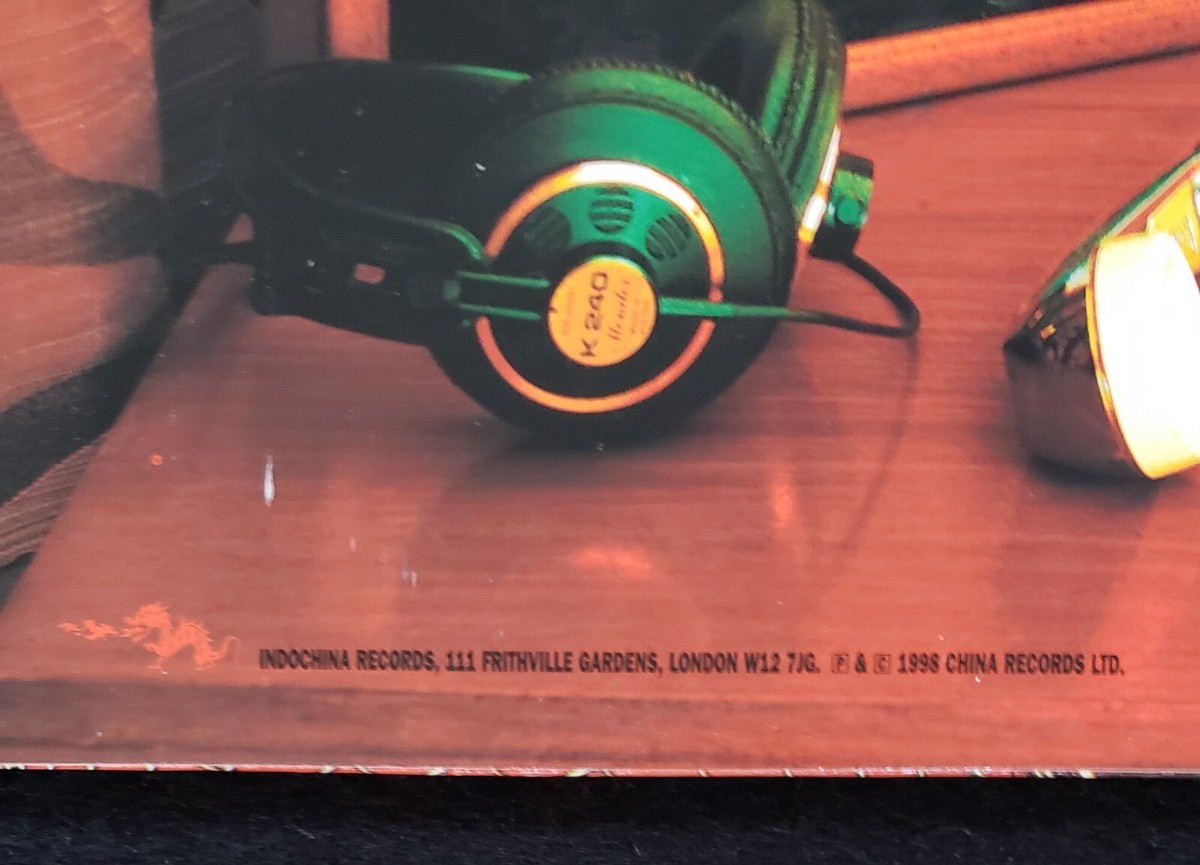 K 240
INDOCHINA RECORDS, 111 FRITHVILLE GARDENS, LONDON W12 7JG. Ⓟ & Ⓒ 1998 CHINA RECORDS LTD.